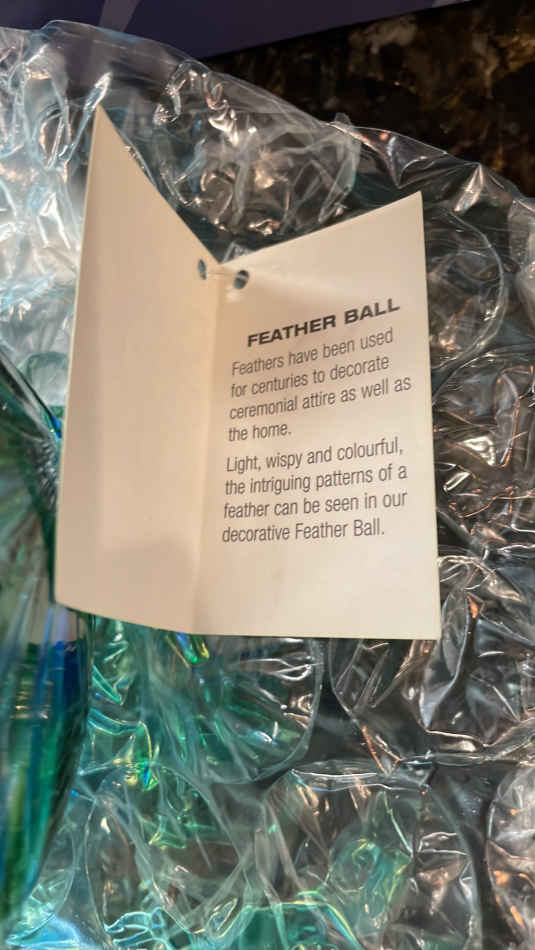 FEATHER BALL
Feathers have been used
for centuries to decorate
ceremonial attire as well as
the home.
Light, wispy and colourful,
the intriguing patterns of a
feather can be seen in our
decorative Feather Ball.